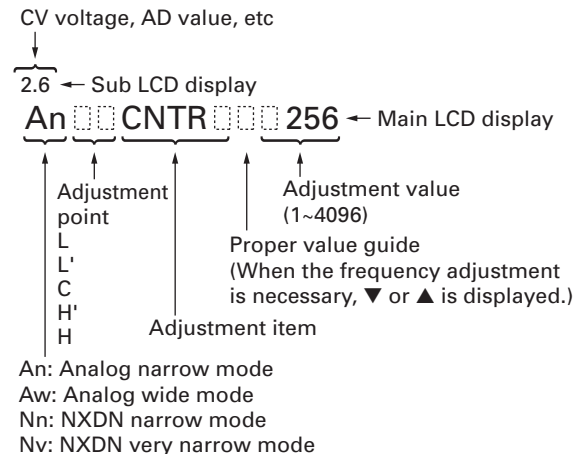 CV voltage, AD value, etc
2.6 ← Sub LCD display
An CNTR 256 ← Main LCD display
Adjustment
point
L
L'
C
H'
H
Adjustment value
(1~4096)
Proper value guide
(When the frequency adjustment
is necessary, ▼ or ▲ is displayed.)
Adjustment item
An: Analog narrow mode
Aw: Analog wide mode
Nn: NXDN narrow mode
Nv: NXDN very narrow mode